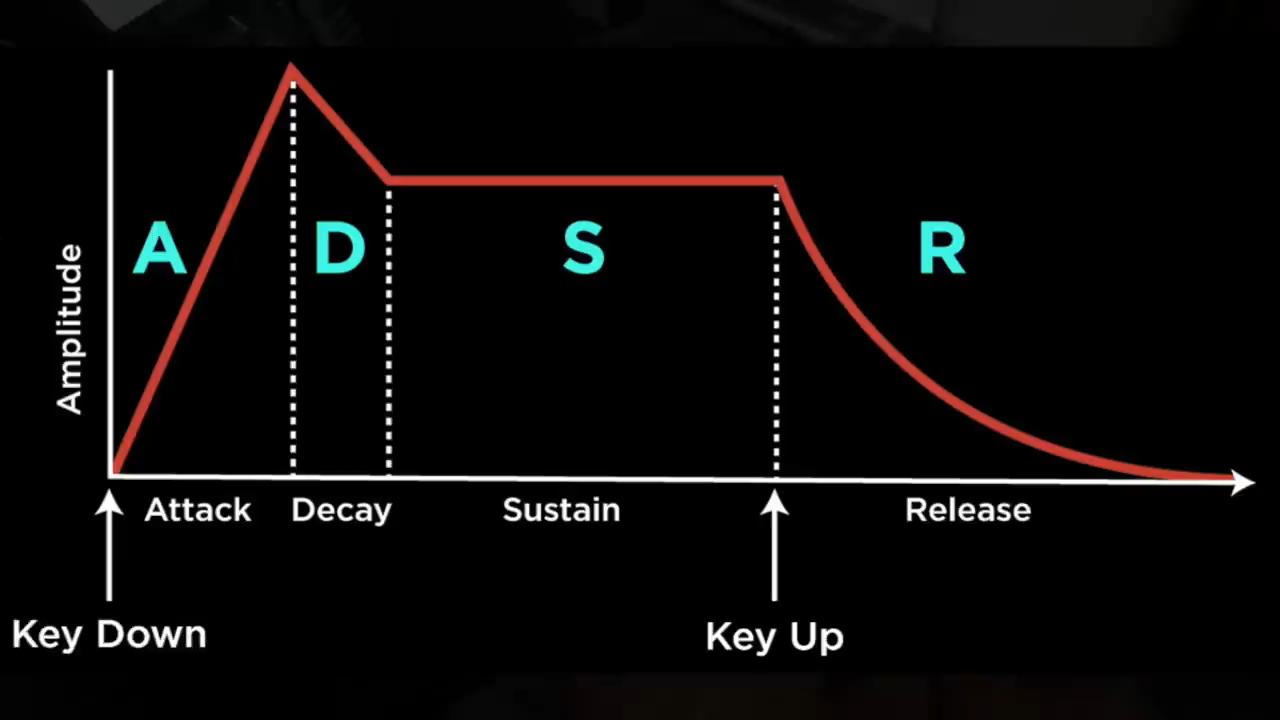 A
D
S
R
Amplitude
Attack
Decay
Sustain
Release
Key Down
Key Up